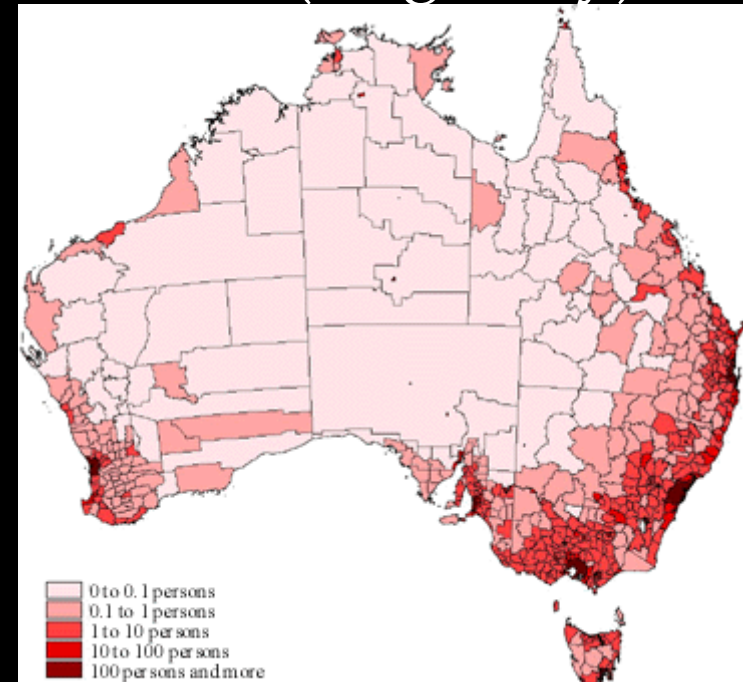 0 to 0.1 persons
0.1 to 1 persons
1 to 10 persons
10 to 100 persons
100 persons and more